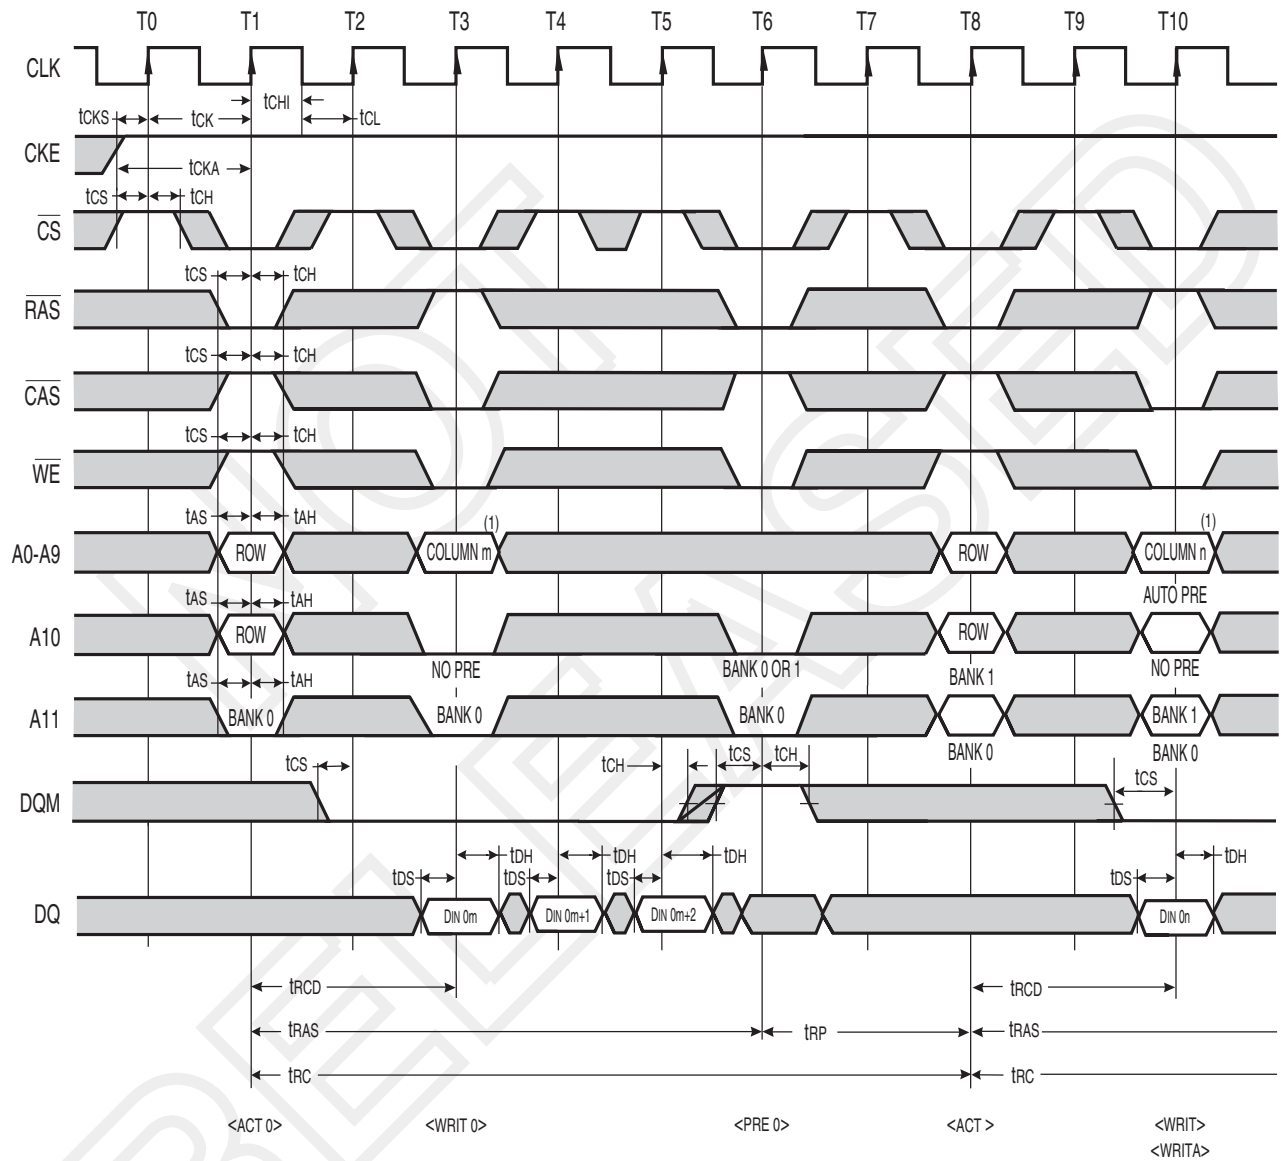 T0 T1 T2 T3 T4 T5 T6 T7 T8 T9 T10
CLK
tCHI
tCKS tCK tCL
CKE
tCKA
tCS tCH
CS
tCS tCH
RAS
tCS tCH
CAS
tCS tCH
WE
tAS tAH (1) (1)
A0-A9 ROW COLUMN m ROW COLUMN n
tAS tAH AUTO PRE
A10 ROW ROW
NO PRE BANK 0 OR 1 BANK 1 NO PRE
tAS tAH
A11 BANK 0 BANK 0 BANK 0 BANK 1
BANK 0 BANK 0
tCS tCH tCS tCH tCS
DQM
tDH tDH tDH tDH
tDS tDS tDS tDS
DQ DIN 0m DIN 0m+1 DIN 0m+2 DIN 0n
tRCD tRCD
tRAS tRP tRAS
tRC tRC
<ACT 0> <WRIT 0> <PRE 0> <ACT > <WRIT>
<WRITA>
NOT
RELEASED